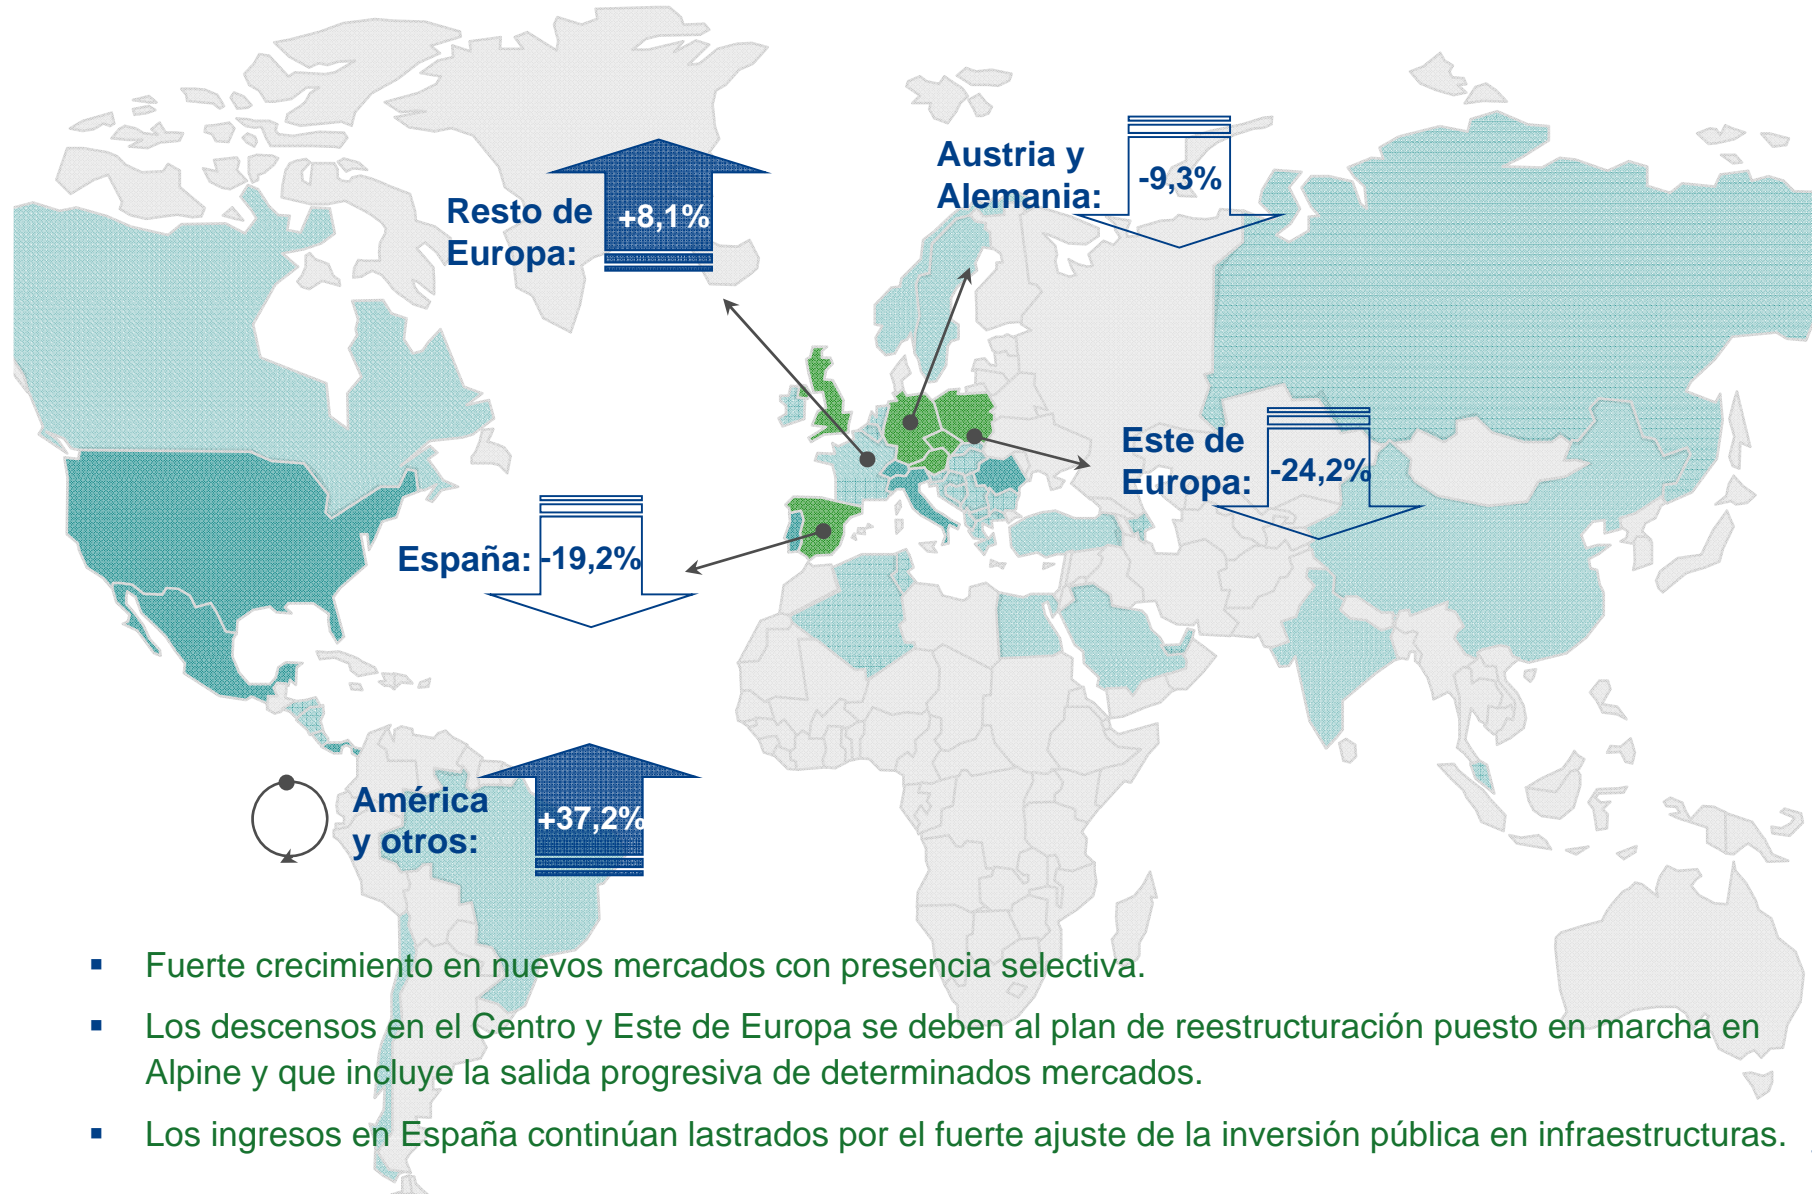 Austria y
Alemania:
-9,3%
Resto de
Europa:
+8,1%
Este de
Europa:
-24,2%
España:
-19,2%
América
y otros:
+37,2%
▪ Fuerte crecimiento en nuevos mercados con presencia selectiva.
▪ Los descensos en el Centro y Este de Europa se deben al plan de reestructuración puesto en marcha en
Alpine y que incluye la salida progresiva de determinados mercados.
▪ Los ingresos en España continúan lastrados por el fuerte ajuste de la inversión pública en infraestructuras.